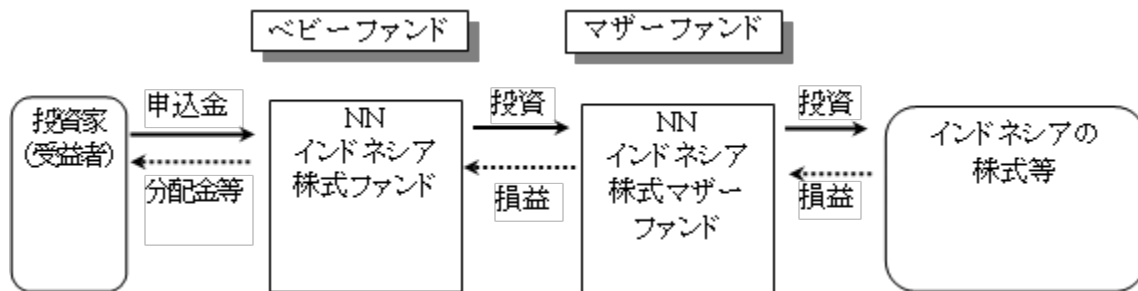 ベビーファンド
マザーファンド
投資家
(受益者)
申込金
分配金等
NN
インドネシア
株式ファンド
投資
損益
NN
インドネシア
株式マザー
ファンド
投資
損益
インドネシアの
株式等